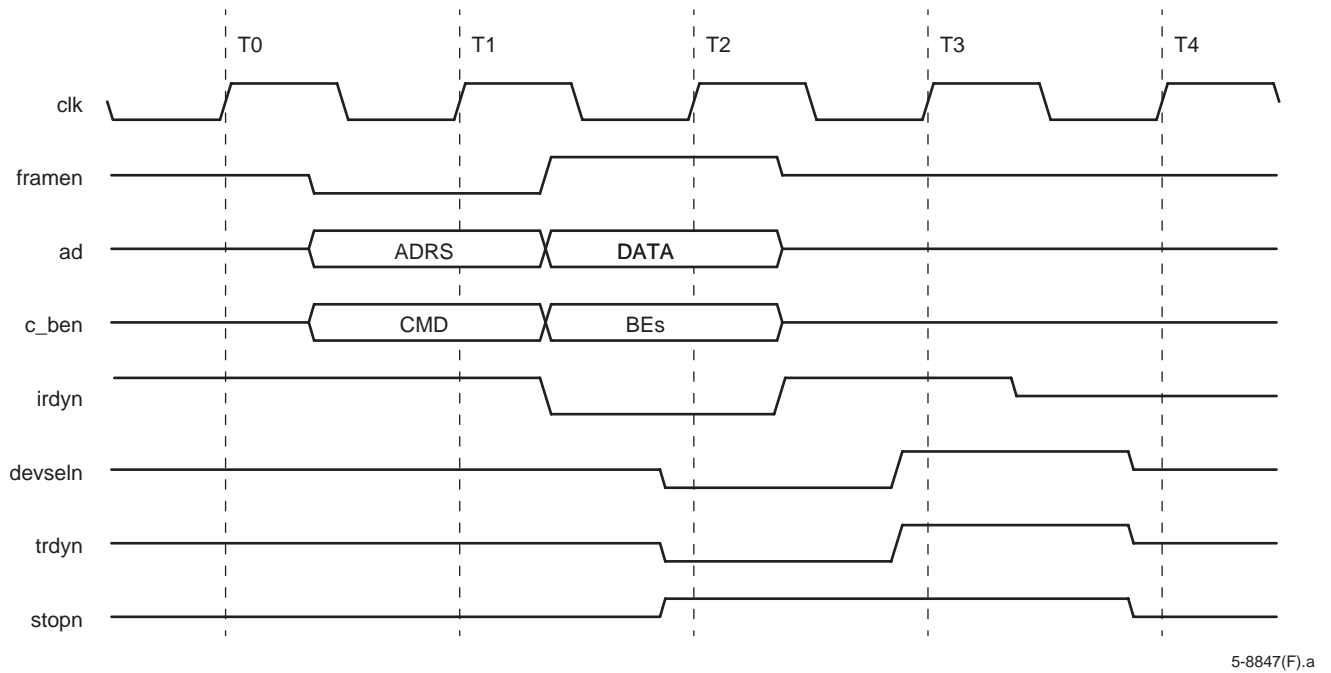 T0 T1 T2 T3 T4
clk
framen
ad ADRS DATA
c_ben CMD BEs
irdyn
devseln
trdyn
stopn
5-8847(F).a